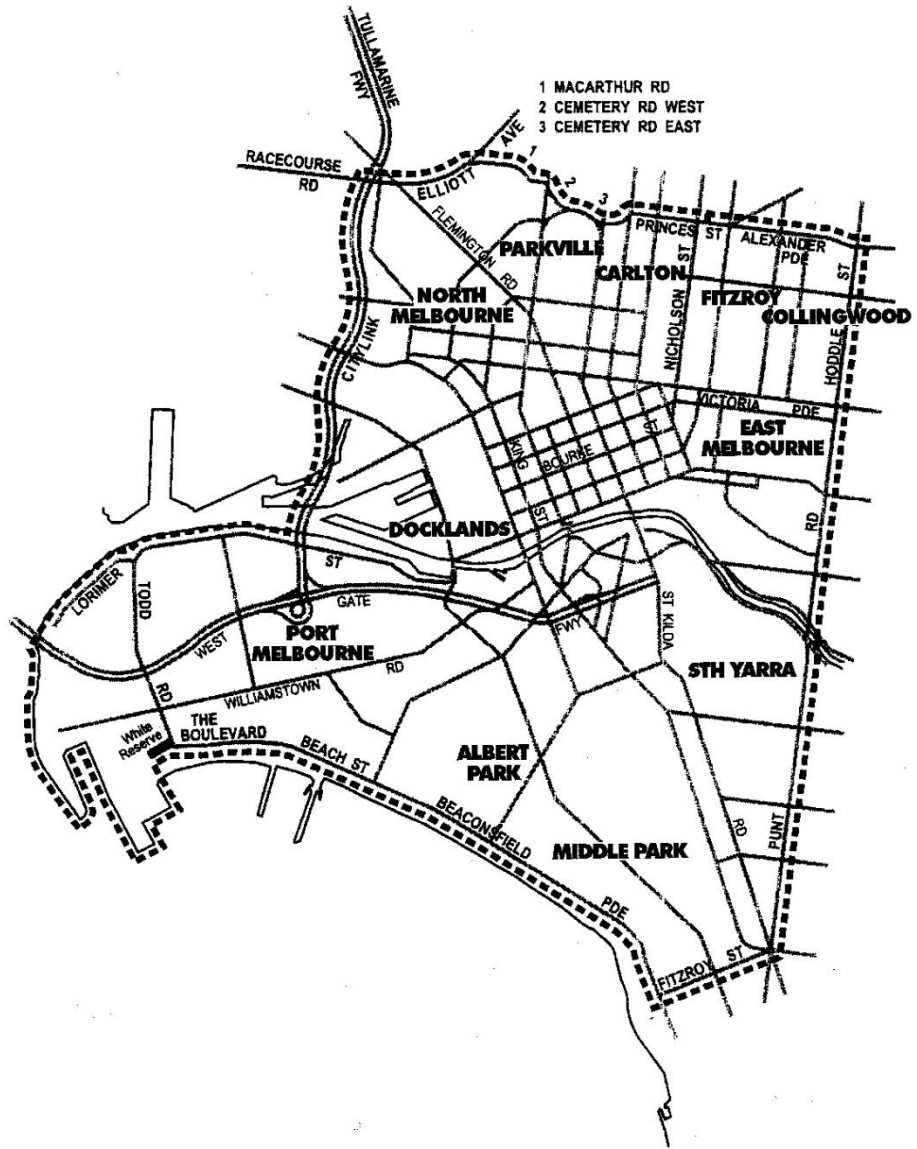 TULLAMARINE
FWY
1 MACARTHUR RD
2 CEMETERY RD WEST
3 CEMETERY RD EAST
RACECOURSE
RD
ELLIOTT
AVE
1
2
3
FLEMINGTON
RD
PARKVILLE
PRINCES ST
ALEXANDER
PDE
CARLTON
NICHOLSON
ST
FITZROY
COLLINGWOOD
HODDLE
ST
NORTH
MELBOURNE
CITYLINK
VICTORIA
PDE
EAST
MELBOURNE
KING
ST
BOURKE
ST
DOCKLANDS
RD
LORIMER
ST
TODD
RD
WEST
GATE
FWY
PORT
MELBOURNE
ST KILDA
RD
STH YARRA
WILLIAMSTOWN
RD
White
Reserve
THE
BOULEVARD
BEACH ST
ALBERT
PARK
BEACONSFIELD
PDE
MIDDLE PARK
PUNT
FITZROY ST